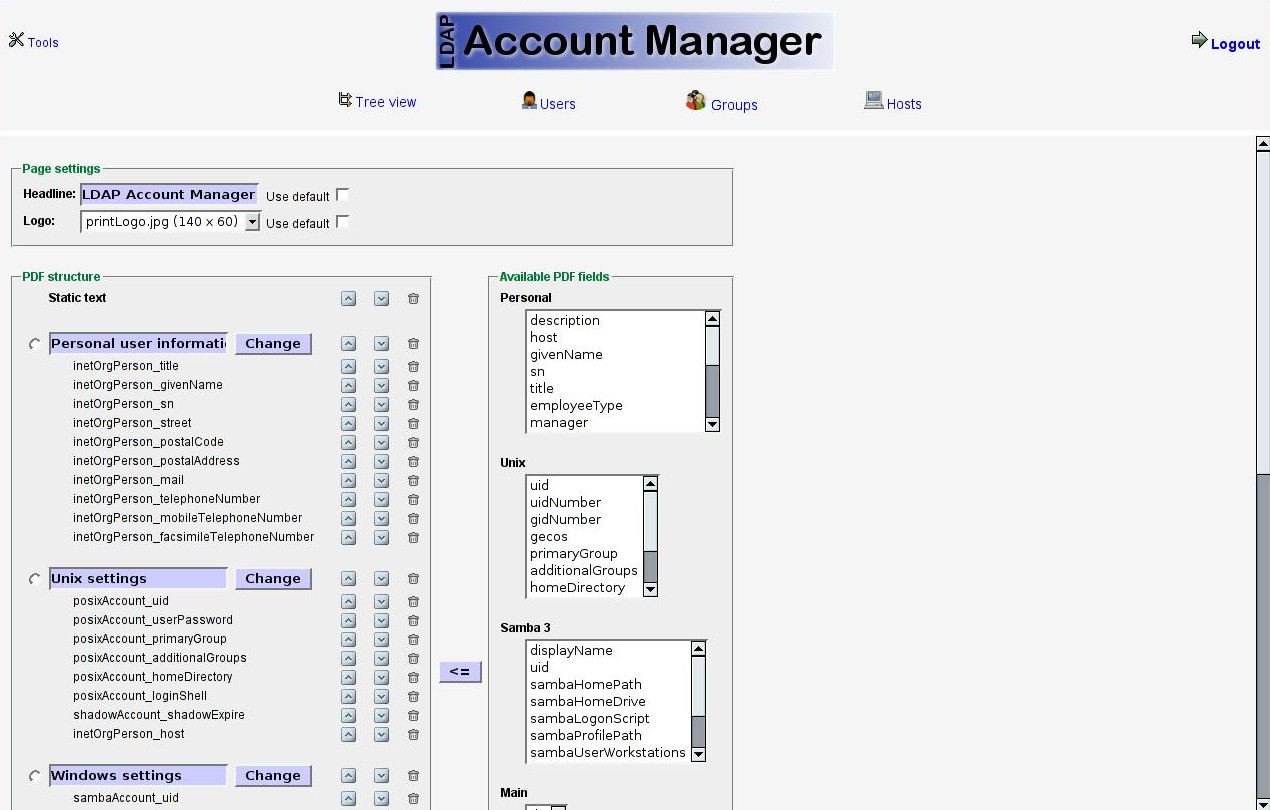 Tools
LDAP Account Manager
Logout
Tree view
Users
Groups
Hosts
Page settings
Headline: LDAP Account Manager Use default
Logo: printLogo.jpg (140 x 60) Use default
PDF structure
Static text
Personal user informati Change
inetOrgPerson_title
inetOrgPerson_givenName
inetOrgPerson_sn
inetOrgPerson_street
inetOrgPerson_postalCode
inetOrgPerson_postalAddress
inetOrgPerson_mail
inetOrgPerson_telephoneNumber
inetOrgPerson_mobileTelephoneNumber
inetOrgPerson_facsimileTelephoneNumber
Unix settings Change
posixAccount_uid
posixAccount_userPassword
posixAccount_primaryGroup
posixAccount_additionalGroups
posixAccount_homeDirectory
posixAccount_loginShell
shadowAccount_shadowExpire
inetOrgPerson_host
Windows settings Change
sambaAccount_uid
<=
Available PDF fields
Personal
description
host
givenName
sn
title
employeeType
manager
Unix
uid
uidNumber
gidNumber
gecos
primaryGroup
additionalGroups
homeDirectory
Samba 3
displayName
uid
sambaHomePath
sambaHomeDrive
sambaLogonScript
sambaProfilePath
sambaUserWorkstations
Main